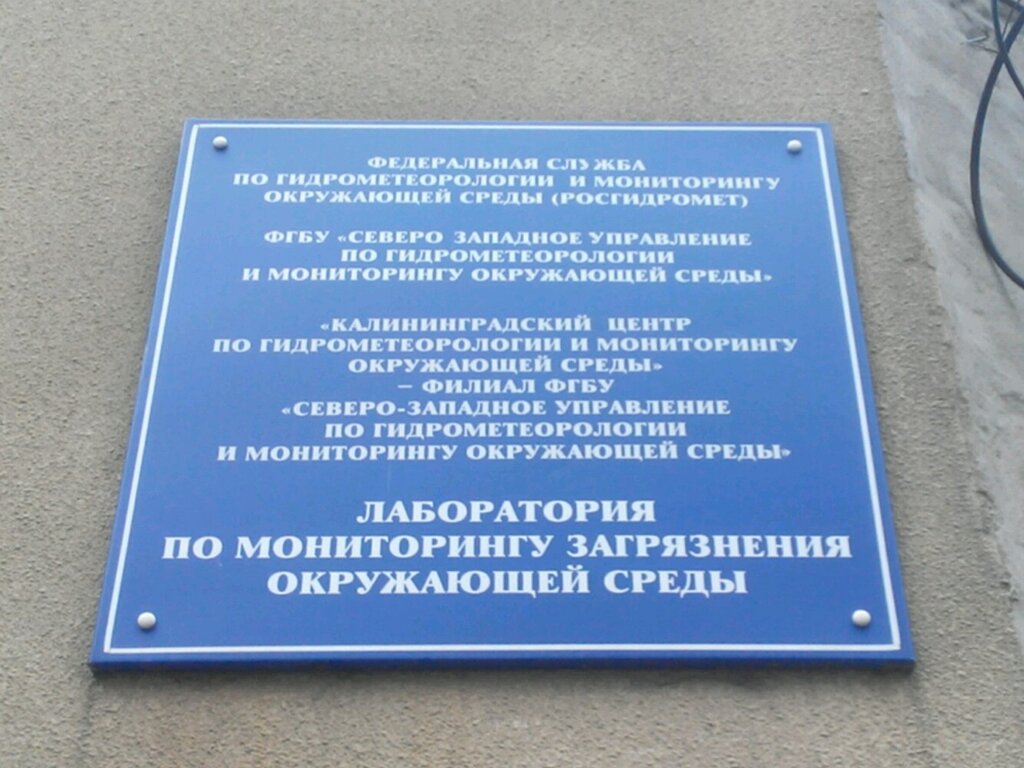 ФЕДЕРАЛЬНАЯ СЛУЖБА
ПО ГИДРОМЕТЕОРОЛОГИИ И МОНИТОРИНГУ
ОКРУЖАЮЩЕЙ СРЕДЫ (РОСГИДРОМЕТ)
ФГБУ «СЕВЕРО ЗАПАДНОЕ УПРАВЛЕНИЕ
ПО ГИДРОМЕТЕОРОЛОГИИ
И МОНИТОРИНГУ ОКРУЖАЮЩЕЙ СРЕДЫ»
«КАЛИНИНГРАДСКИЙ ЦЕНТР
ПО ГИДРОМЕТЕОРОЛОГИИ И МОНИТОРИНГУ
ОКРУЖАЮЩЕЙ СРЕДЫ»
– ФИЛИАЛ ФГБУ
«СЕВЕРО-ЗАПАДНОЕ УПРАВЛЕНИЕ
ПО ГИДРОМЕТЕОРОЛОГИИ
И МОНИТОРИНГУ ОКРУЖАЮЩЕЙ СРЕДЫ»
ЛАБОРАТОРИЯ
ПО МОНИТОРИНГУ ЗАГРЯЗНЕНИЯ
ОКРУЖАЮЩЕЙ СРЕДЫ